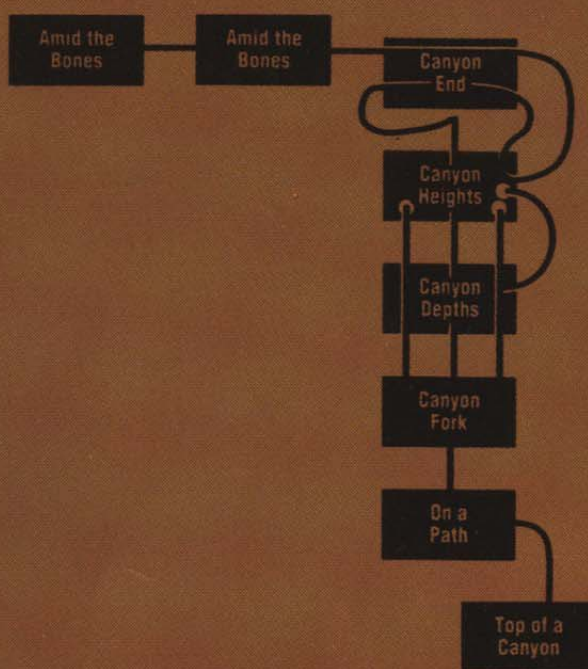 Amid the
Bones
Amid the
Bones
Canyon
End
Canyon
Heights
Canyon
Depths
Canyon
Fork
On a
Path
Top of a
Canyon